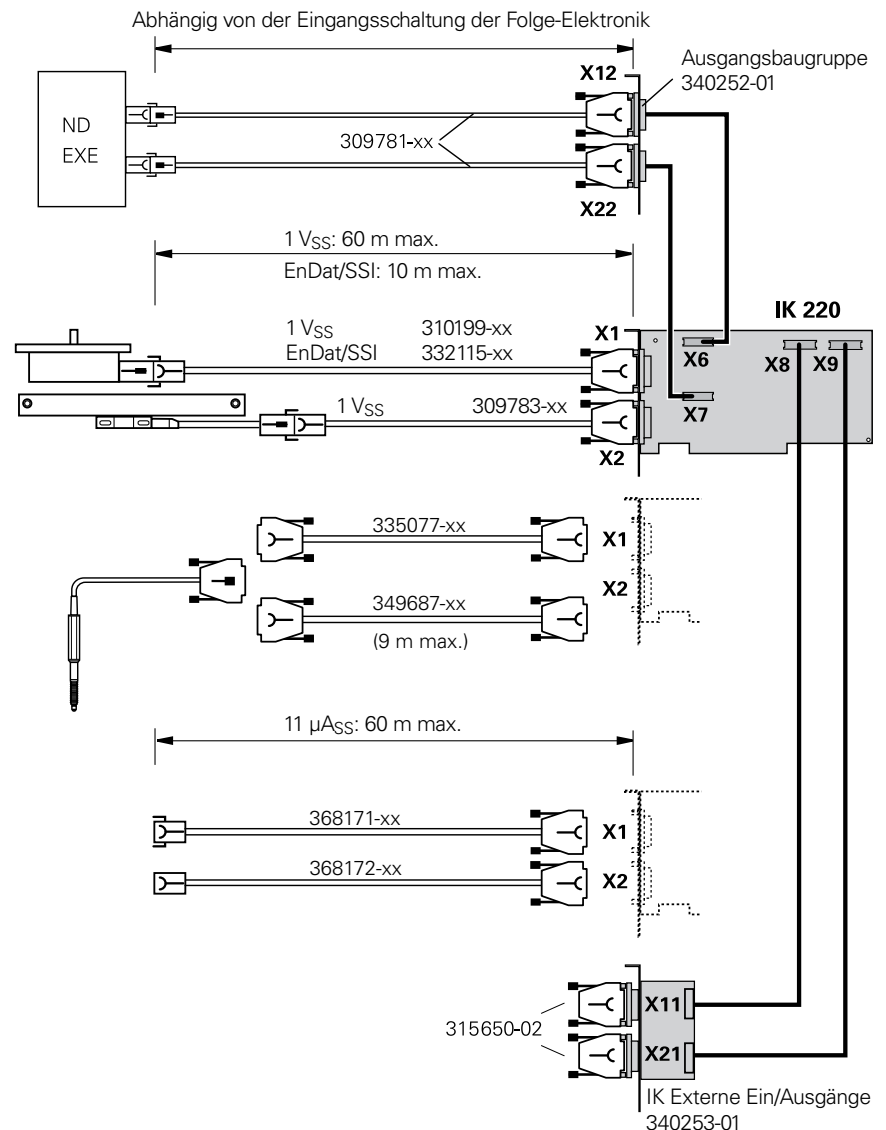 Abhängig von der Eingangsschaltung der Folge-Elektronik
X12
Ausgangsbaugruppe
340252-01
ND
EXE
309781-xx
X22
1 VSS: 60 m max.
EnDat/SSI: 10 m max.
IK 220
1 VSS 310199-xx
EnDat/SSI 332115-xx
X1
X6
X8
X9
X7
1 VSS 309783-xx
X2
335077-xx
X1
X2
349687-xx
(9 m max.)
11 µASS: 60 m max.
368171-xx
X1
368172-xx
X2
X11
315650-02
X21
IK Externe Ein/Ausgänge
340253-01